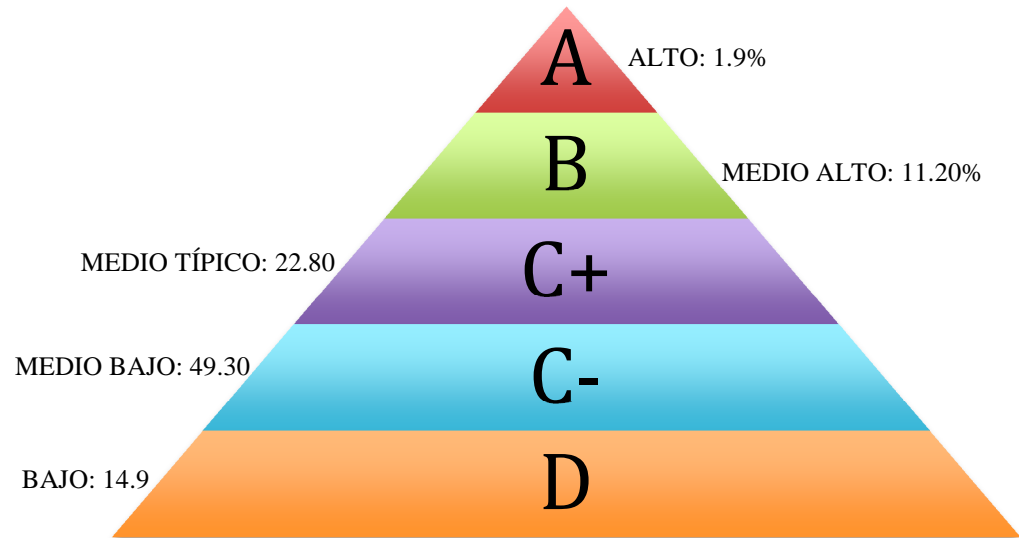 A
ALTO: 1.9%
B
MEDIO ALTO: 11.20%
MEDIO TÍPICO: 22.80
C+
MEDIO BAJO: 49.30
C-
BAJO: 14.9
D